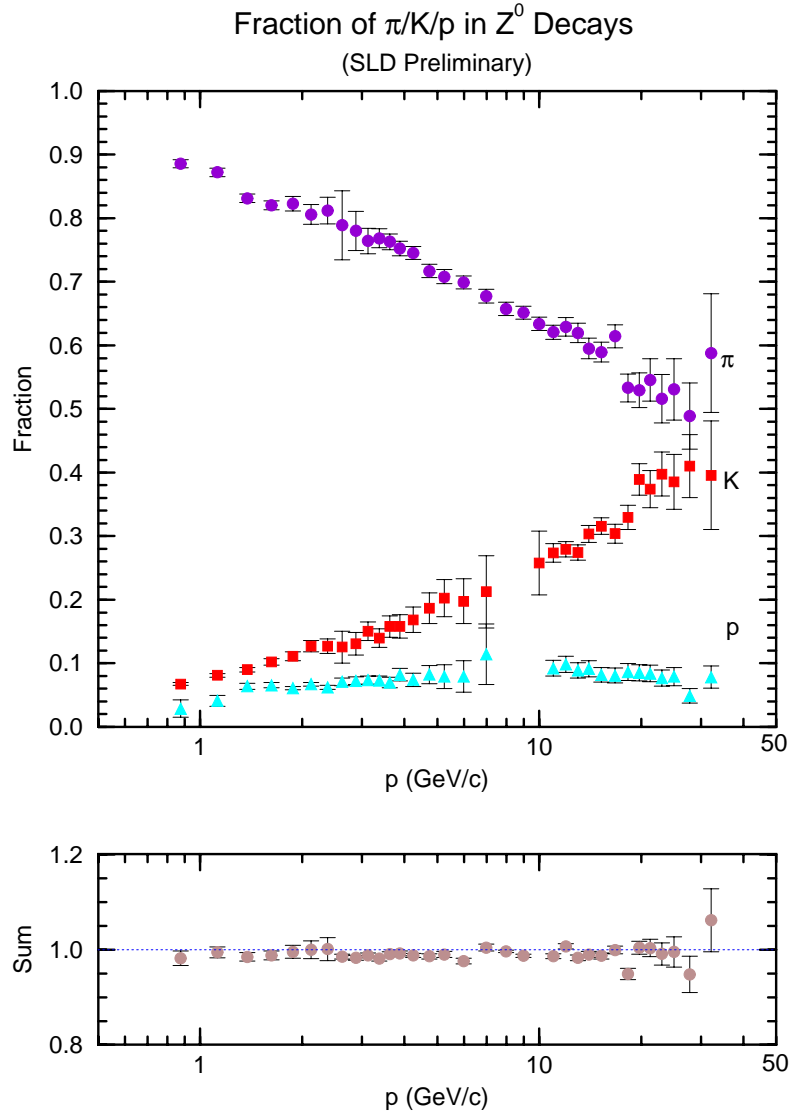 Fraction of π/K/p in Z⁰ Decays
(SLD Preliminary)
1.0
0.9
0.8
0.7
0.6
0.5
0.4
0.3
0.2
0.1
0.0
Fraction
π
K
p
1 10 50
p (GeV/c)
1.2
1.0
0.8
Sum
1 10 50
p (GeV/c)